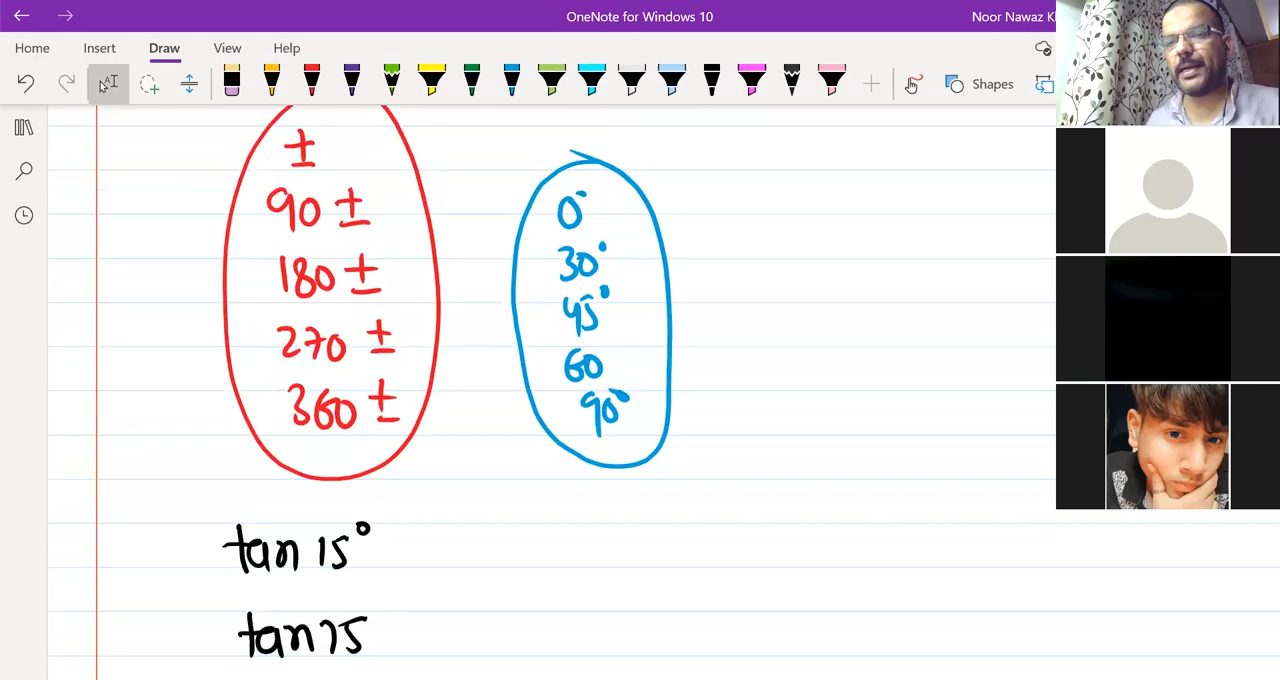 OneNote for Windows 10
Noor Nawaz Kh
Home Insert Draw View Help
Shapes
±
90 ±
180 ±
270 ±
360 ±
0°
30°
45°
60
90°
tan 15°
tan 75